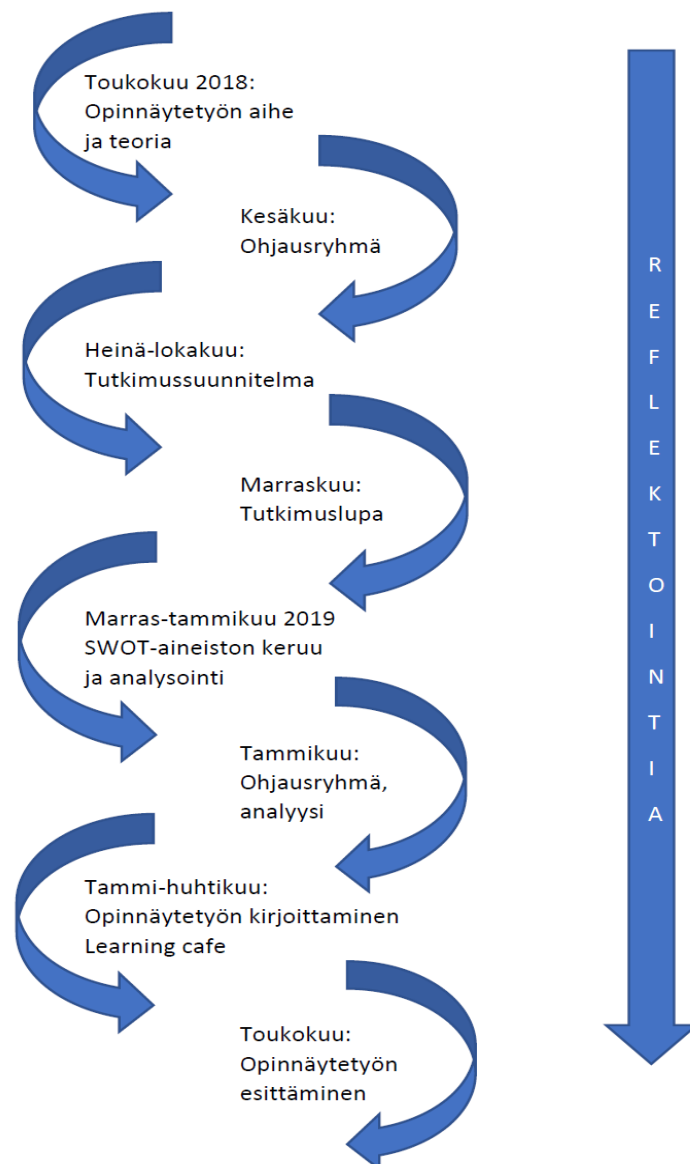 Toukokuu 2018:
Opinnäytetyön aihe
ja teoria
Kesäkuu:
Ohjausryhmä
Heinä-lokakuu:
Tutkimussuunnitelma
Marraskuu:
Tutkimuslupa
Marras-tammikuu 2019
SWOT-aineiston keruu
ja analysointi
Tammikuu:
Ohjausryhmä,
analyysi
Tammi-huhtikuu:
Opinnäytetyön kirjoittaminen
Learning cafe
Toukokuu:
Opinnäytetyön
esittäminen
R
E
F
L
E
K
T
O
I
N
T
I
A